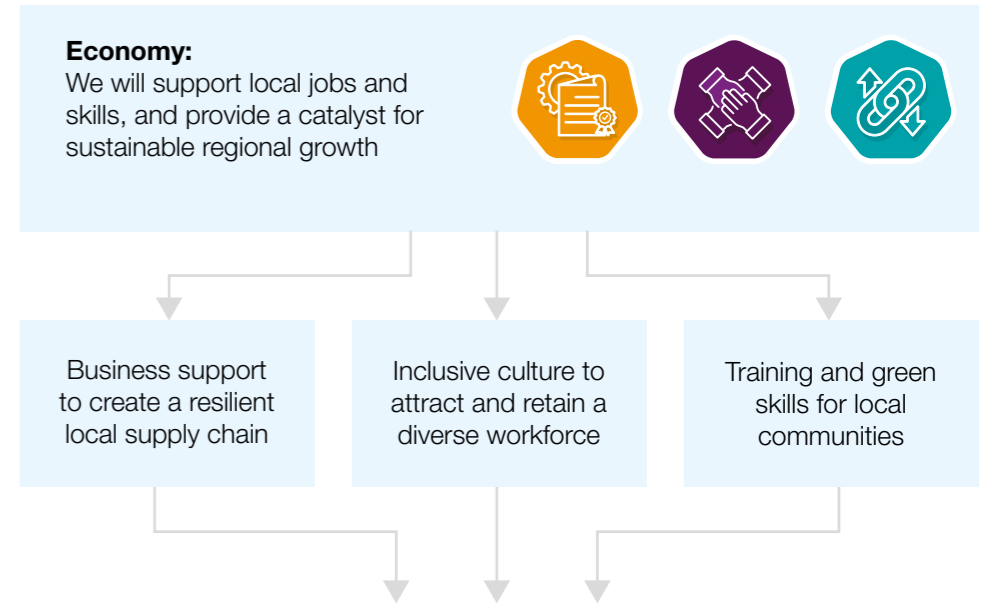 Economy:
We will support local jobs and
skills, and provide a catalyst for
sustainable regional growth
Business support
to create a resilient
local supply chain
Inclusive culture to
attract and retain a
diverse workforce
Training and green
skills for local
communities